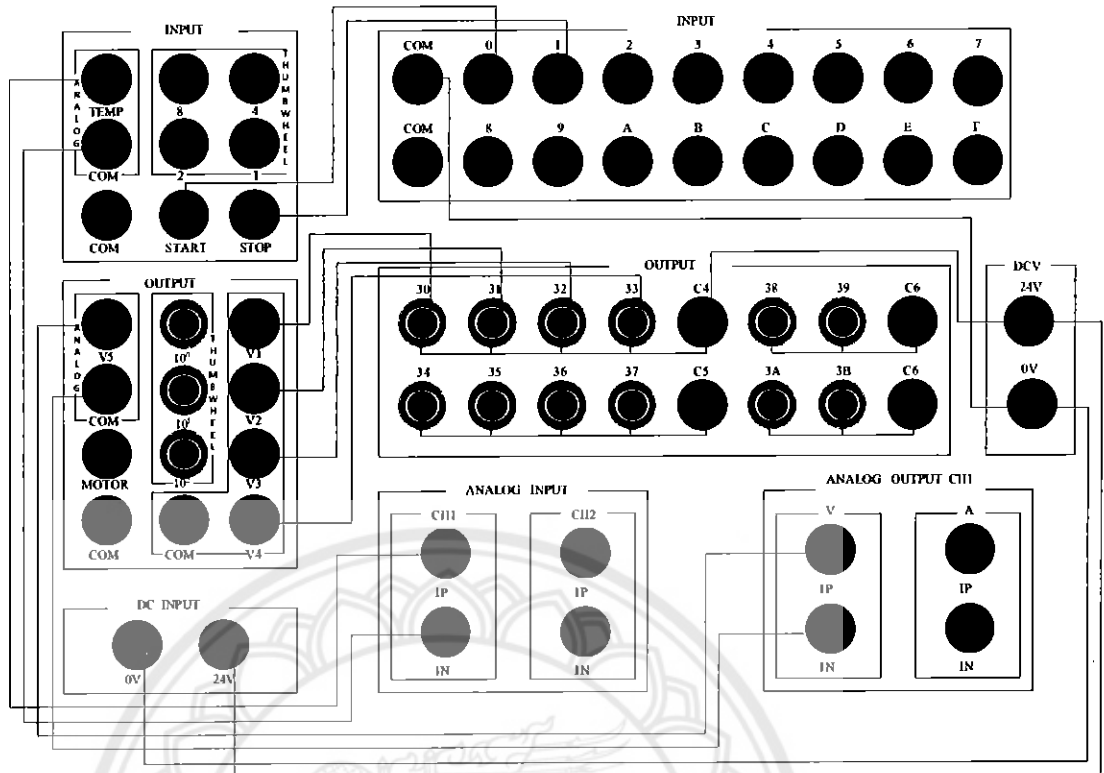 INPUT
ANALOG
TEMP
COM
THUMBWHEEL
8 4
2 1
COM START STOP
INPUT
COM 0 1 2 3 4 5 6 7
COM 8 9 A B C D E F
OUTPUT
ANALOG
V5
COM
MOTOR
COM
THUMBWHEEL
10
10
10
COM
V1
V2
V3
V4
OUTPUT
30 31 32 33 C4 38 39 C6
34 35 36 37 C5 3A 3B C6
DCV
24V
0V
DC INPUT
0V 24V
ANALOG INPUT
CH1 CH2
IP IP
IN IN
ANALOG OUTPUT CH1
V A
IP IP
IN IN